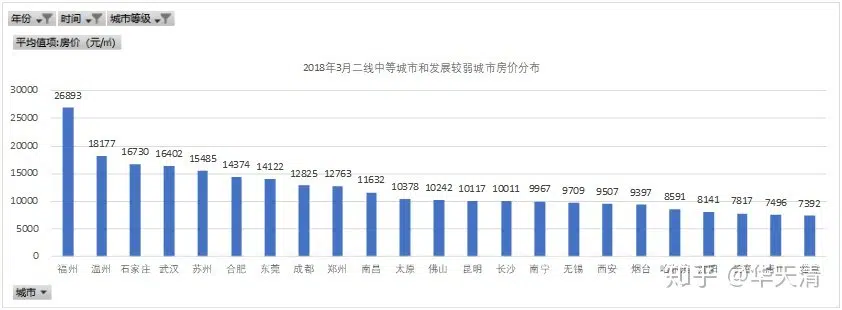 年份 时间 城市等级
平均值项:房价（元/㎡）
2018年3月二线中等城市和发展较弱城市房价分布
30000
25000
20000
15000
10000
5000
0
26893 18177 16730 16402 15485 14374 14122 12825 12763 11632 10378 10242 10117 10011 9967 9709 9507 9397 8591 8141 7817 7496 7392
福州 温州 石家庄 武汉 苏州 合肥 东莞 成都 郑州 南昌 太原 佛山 昆明 长沙 南宁 无锡 西安 烟台
城市
知乎 @华天清